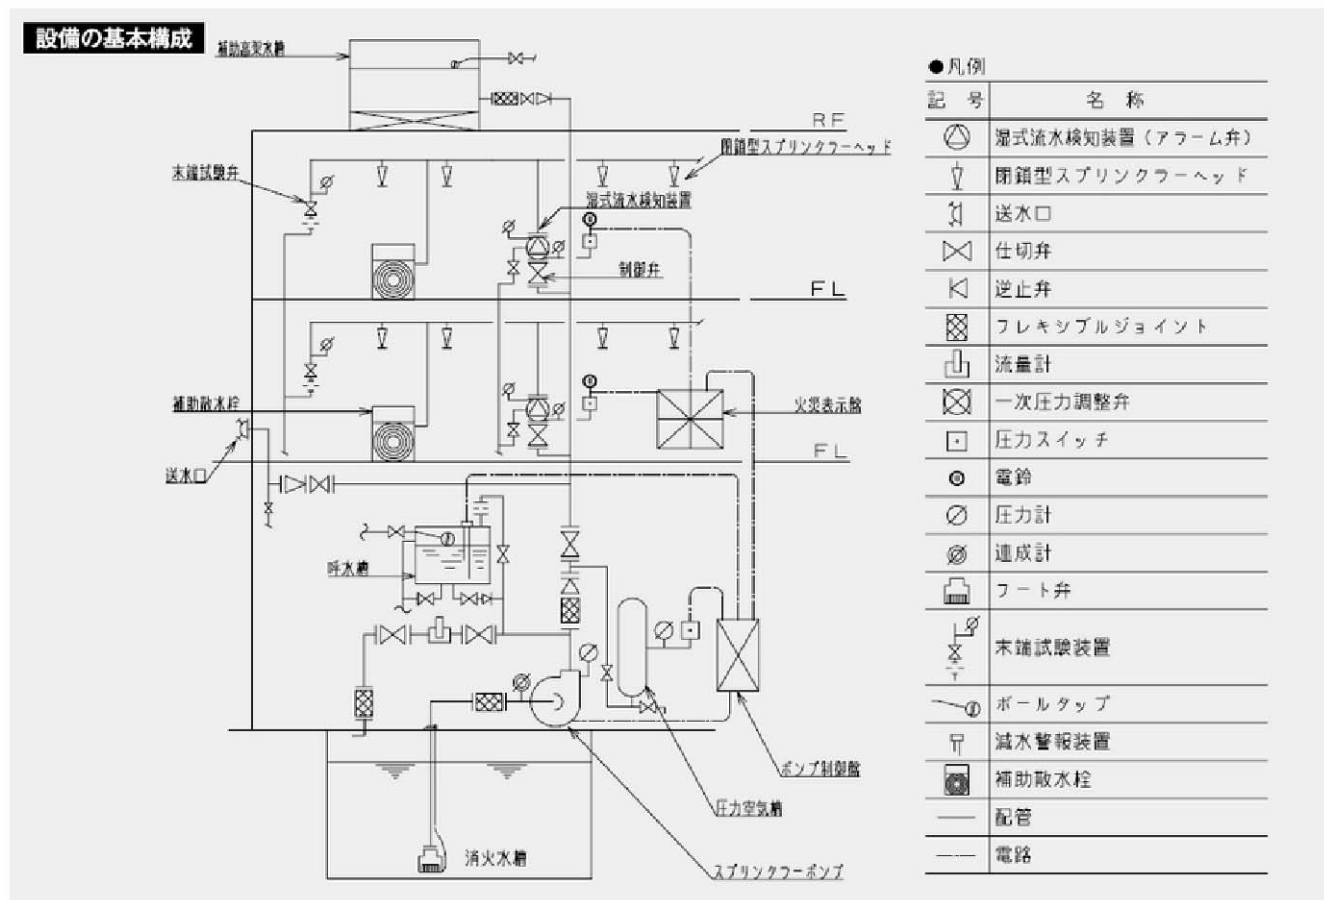 設備の基本構成
補助高架水槽
RF
閉鎖型スプリンクラーヘッド
末端試験弁
湿式流水検知装置
制御弁
FL
補助散水栓
火災表示盤
送水口
FL
呼水槽
ポンプ制御盤
圧力空気槽
消火水槽
スプリンクラーポンプ
●凡例
記 号 名 称
湿式流水検知装置(アラーム弁)
閉鎖型スプリンクラーヘッド
送水口
仕切弁
逆止弁
フレキシブルジョイント
流量計
一次圧力調整弁
圧力スイッチ
電鈴
圧力計
連成計
フート弁
末端試験装置
ボールタップ
減水警報装置
補助散水栓
配管
電路